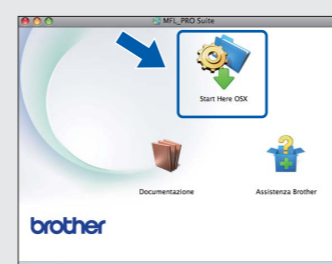 MFL_PRO Suite
Start Here OSX
Documentazione
Assistenza Brother
brother